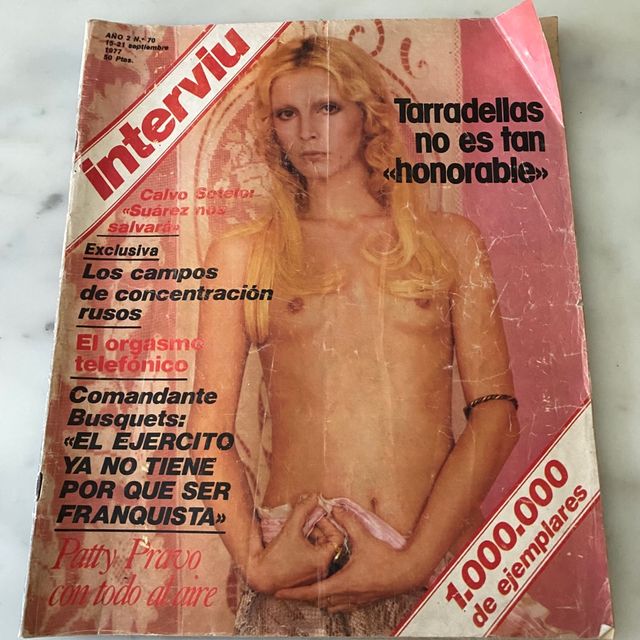 AÑO 2 N.º 70
15-21 septiembre
1977
50 Ptas.
interviu
Tarradellas
no es tan
«honorable»
Calvo Sotelo:
«Suárez nos
salvará»
Exclusiva
Los campos
de concentración
rusos
El orgasmo
telefónico
Comandante
Busquets:
«EL EJERCITO
YA NO TIENE
POR QUE SER
FRANQUISTA»
Patty Pravo
con todo al aire
1.000.000
de ejemplares